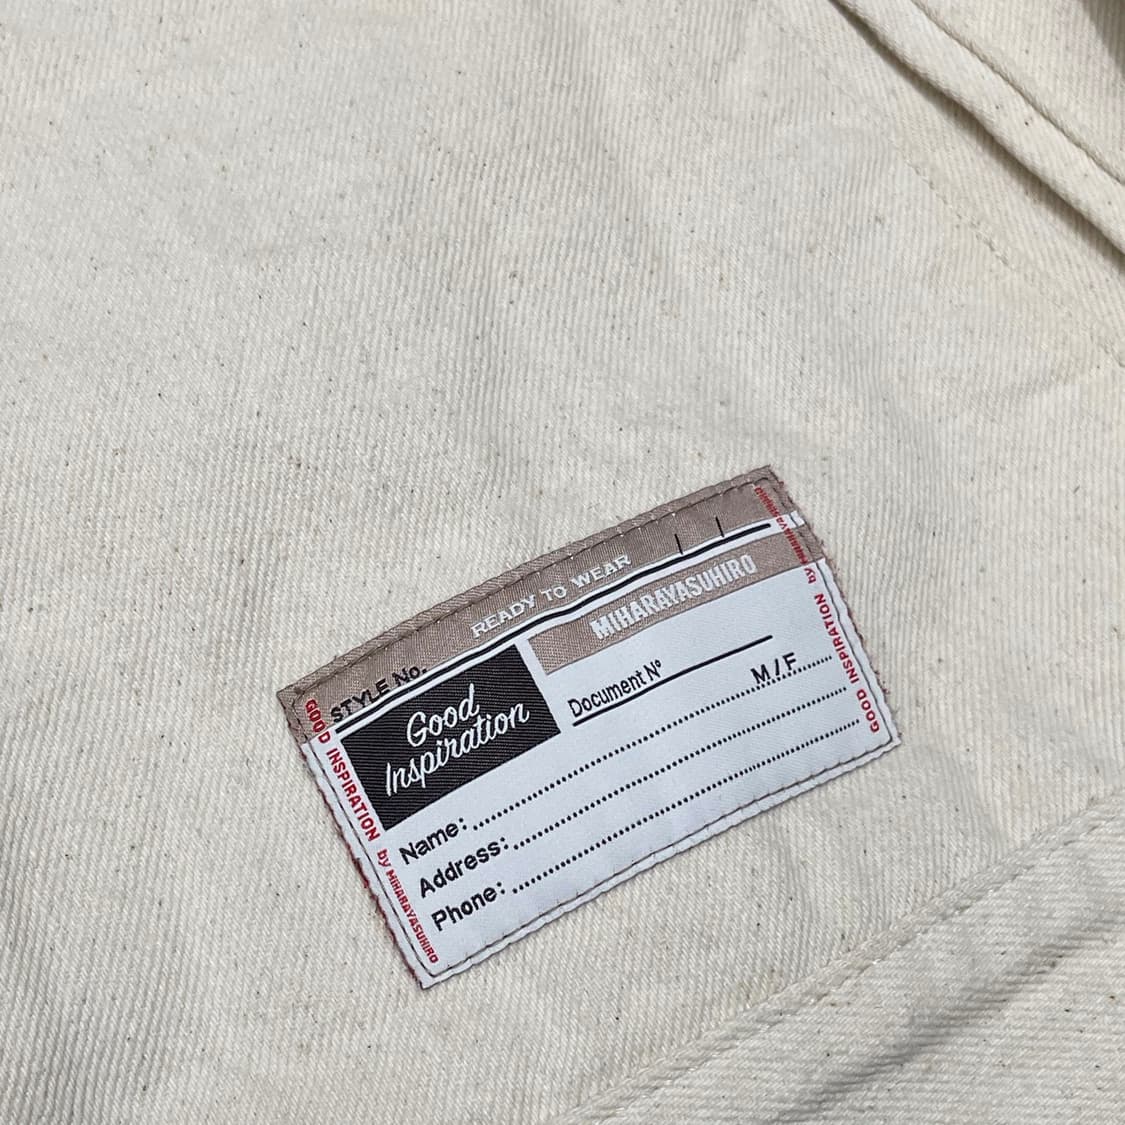 READY TO WEAR
STYLE No.
MIHARAYASUHIRO
Good
Inspiration
Document Nº
M/F
Name:
Address:
Phone:
GOOD INSPIRATION by MIHARAYASUHIRO
GOOD INSPIRATION by MIHARAYASUHIRO